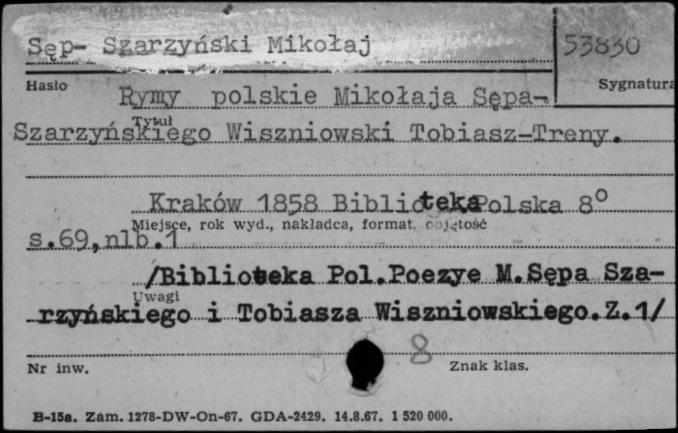 Sęp- Szarzyński Mikołaj
53830
Hasło
Sygnatura
Rymy polskie Mikołaja Sępa-
Tytuł
Szarzyńskiego Wiszniowski Tobiasz-Treny.
Kraków 1858 Biblioteka Polska 8°
Miejsce, rok wyd., nakładca, format, objętość
s.69,nlb.1
/Biblioteka Pol.Poezye M.Sępa Sza-
Uwagi
rzyńskiego i Tobiasza Wiszniowskiego.Z.1/
8
Nr inw.
Znak klas.
B-15a. Zam. 1278-DW-On-67. GDA-2429. 14.8.67. 1 520 000.